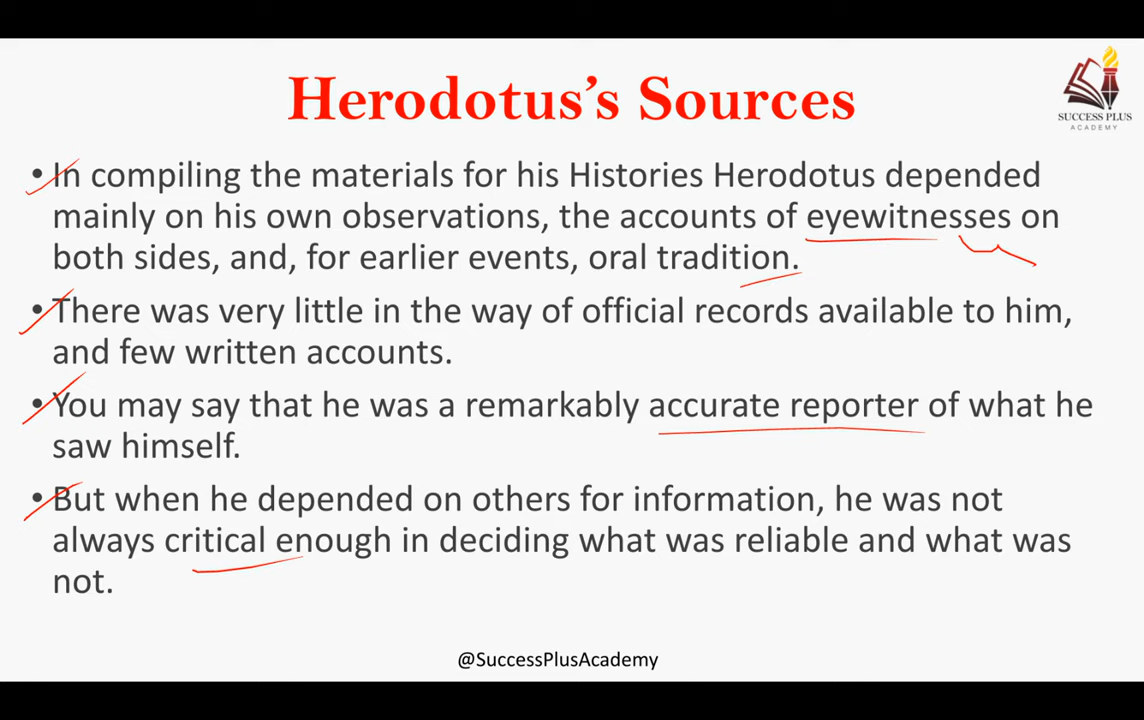 Herodotus's Sources
SUCCESS PLUS
ACADEMY
• In compiling the materials for his Histories Herodotus depended
mainly on his own observations, the accounts of eyewitnesses on
both sides, and, for earlier events, oral tradition.
• There was very little in the way of official records available to him,
and few written accounts.
• You may say that he was a remarkably accurate reporter of what he
saw himself.
• But when he depended on others for information, he was not
always critical enough in deciding what was reliable and what was
not.
@SuccessPlusAcademy